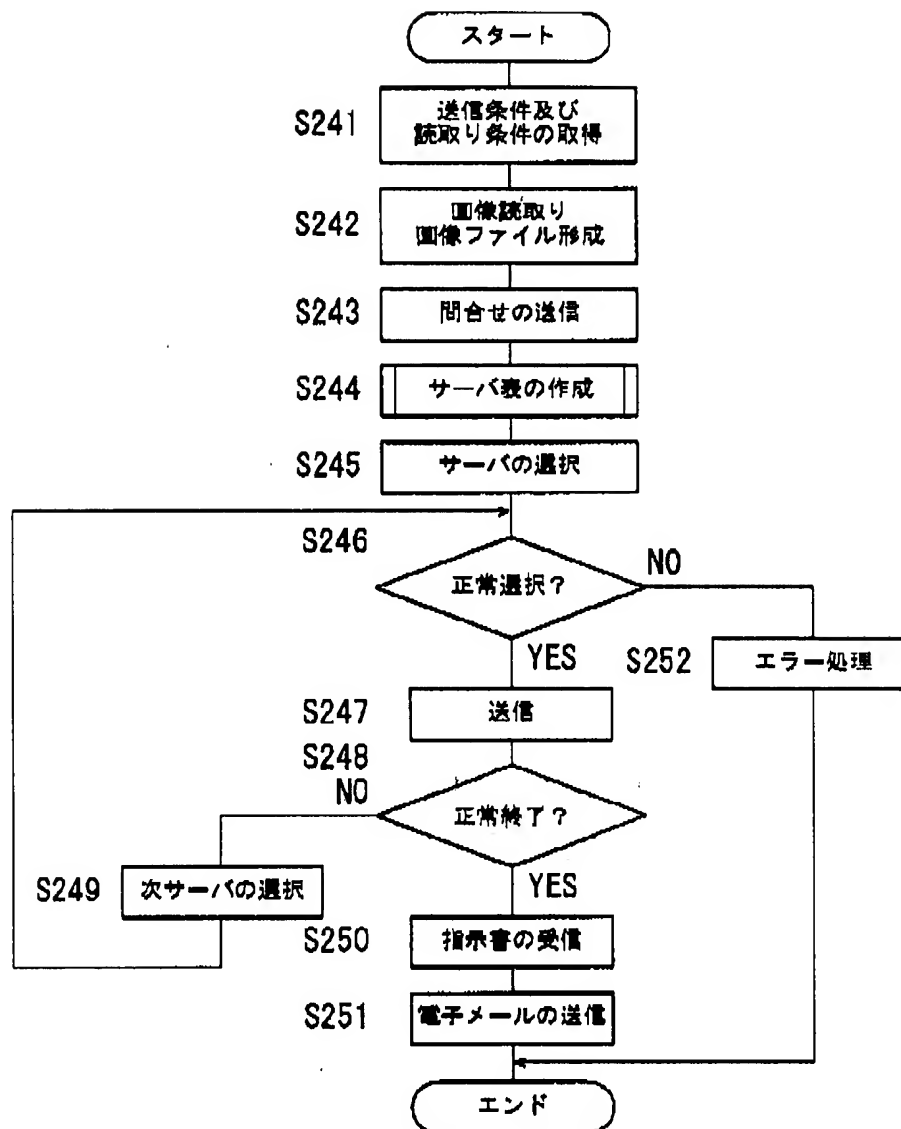 スタート
S241
送信条件及び
読取り条件の取得
S242
画像読取り
画像ファイル形成
S243
問合せの送信
S244
サーバ表の作成
S245
サーバの選択
S246
正常選択？
NO
YES
S252
エラー処理
S247
送信
S248
NO
正常終了？
YES
S249
次サーバの選択
S250
指示書の受信
S251
電子メールの送信
エンド